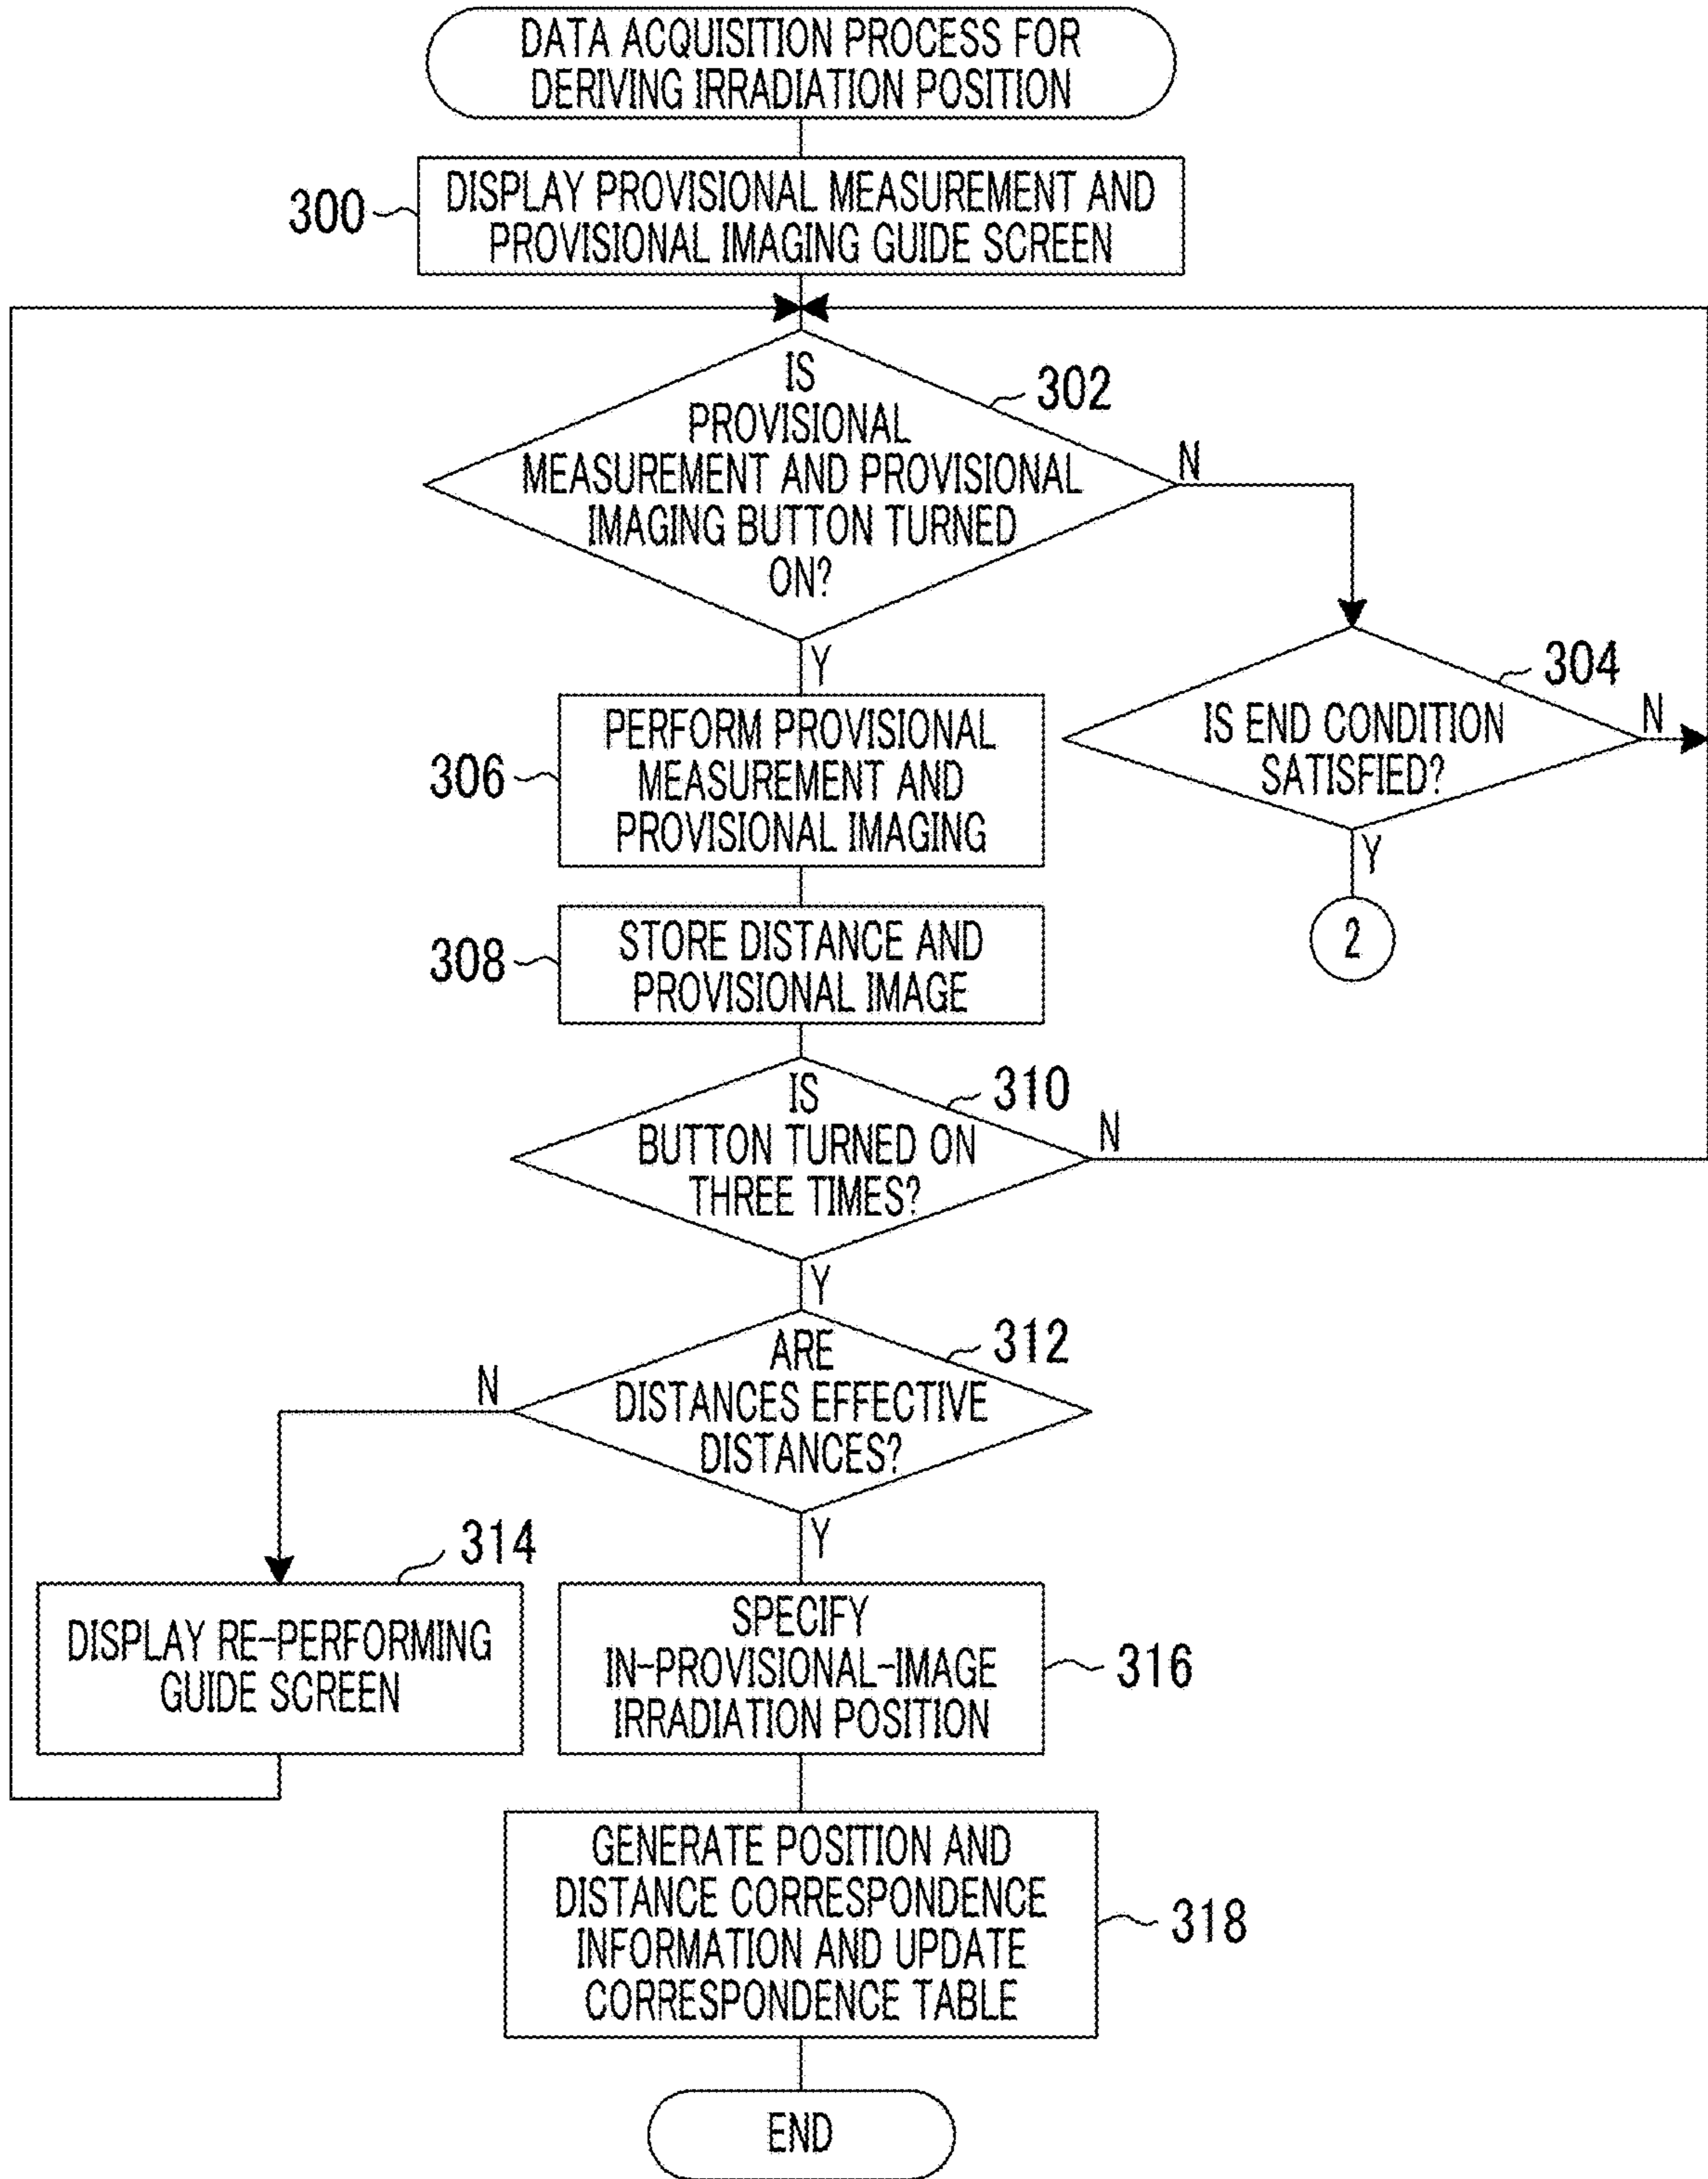 DATA ACQUISITION PROCESS FOR
DERIVING IRRADIATION POSITION
300
DISPLAY PROVISIONAL MEASUREMENT AND
PROVISIONAL IMAGING GUIDE SCREEN
302
IS
PROVISIONAL
MEASUREMENT AND PROVISIONAL
IMAGING BUTTON TURNED
ON?
N
Y
304
IS END CONDITION
SATISFIED?
N
Y
2
306
PERFORM PROVISIONAL
MEASUREMENT AND
PROVISIONAL IMAGING
308
STORE DISTANCE AND
PROVISIONAL IMAGE
310
IS
BUTTON TURNED ON
THREE TIMES?
N
Y
312
ARE
DISTANCES EFFECTIVE
DISTANCES?
N
Y
314
DISPLAY RE-PERFORMING
GUIDE SCREEN
SPECIFY
IN-PROVISIONAL-IMAGE
IRRADIATION POSITION
316
GENERATE POSITION AND
DISTANCE CORRESPONDENCE
INFORMATION AND UPDATE
CORRESPONDENCE TABLE
318
END